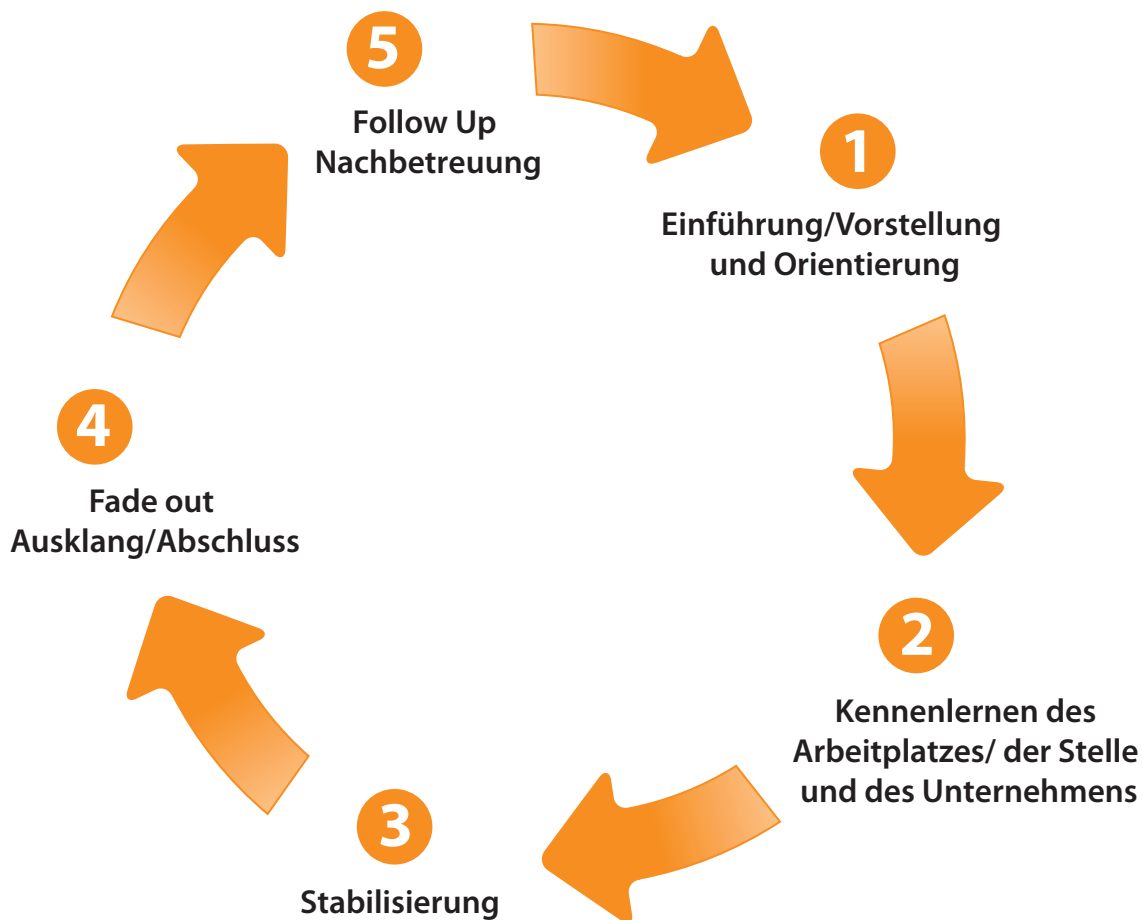 5
Follow Up
Nachbetreuung
1
Einführung/Vorstellung
und Orientierung
4
Fade out
Ausklang/Abschluss
2
Kennenlernen des
Arbeitplatzes/ der Stelle
und des Unternehmens
3
Stabilisierung